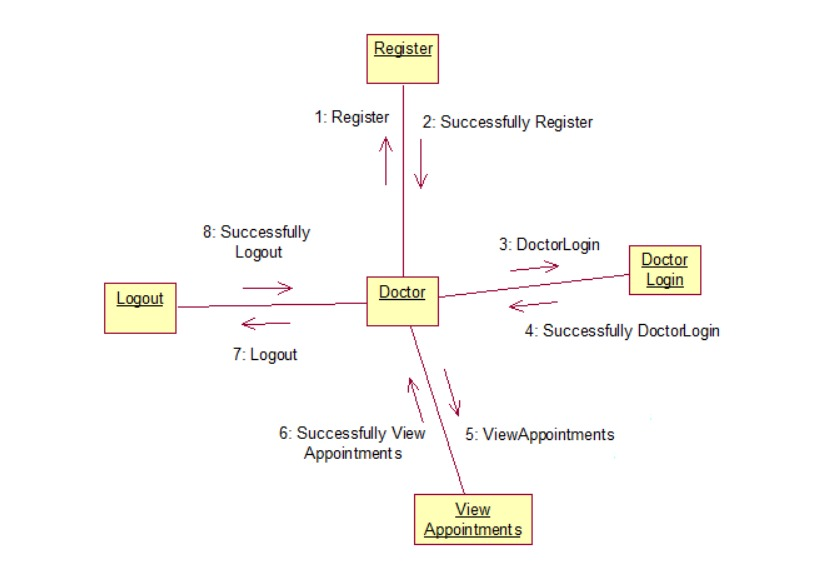 Register
1: Register
2: Successfully Register
8: Successfully
Logout
3: DoctorLogin
Doctor
Login
Logout
Doctor
4: Successfully DoctorLogin
7: Logout
6: Successfully View
Appointments
5: ViewAppointments
View
Appointments